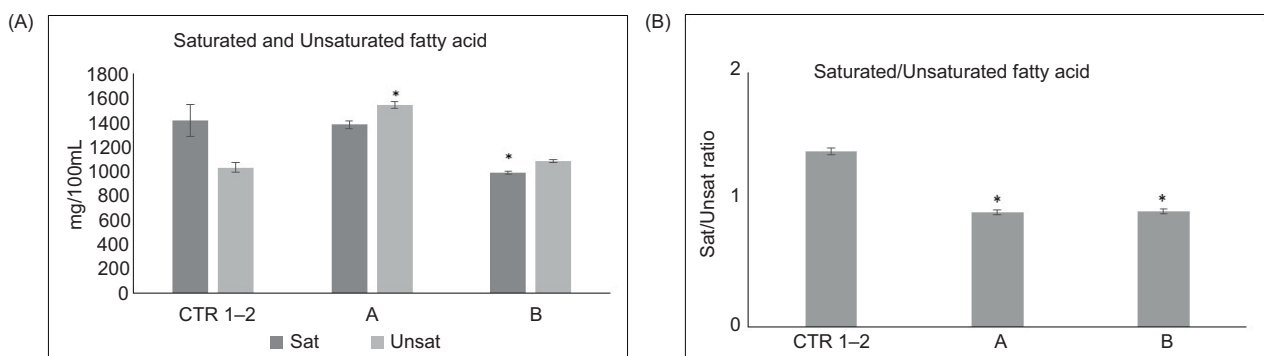 (A)
Saturated and Unsaturated fatty acid
mg/100mL
1800
1600
1400
1200
1000
800
600
400
200
0
*
*
CTR 1–2 A B
Sat Unsat
(B)
Saturated/Unsaturated fatty acid
Sat/Unsat ratio
2
1
0
*
*
CTR 1–2 A B